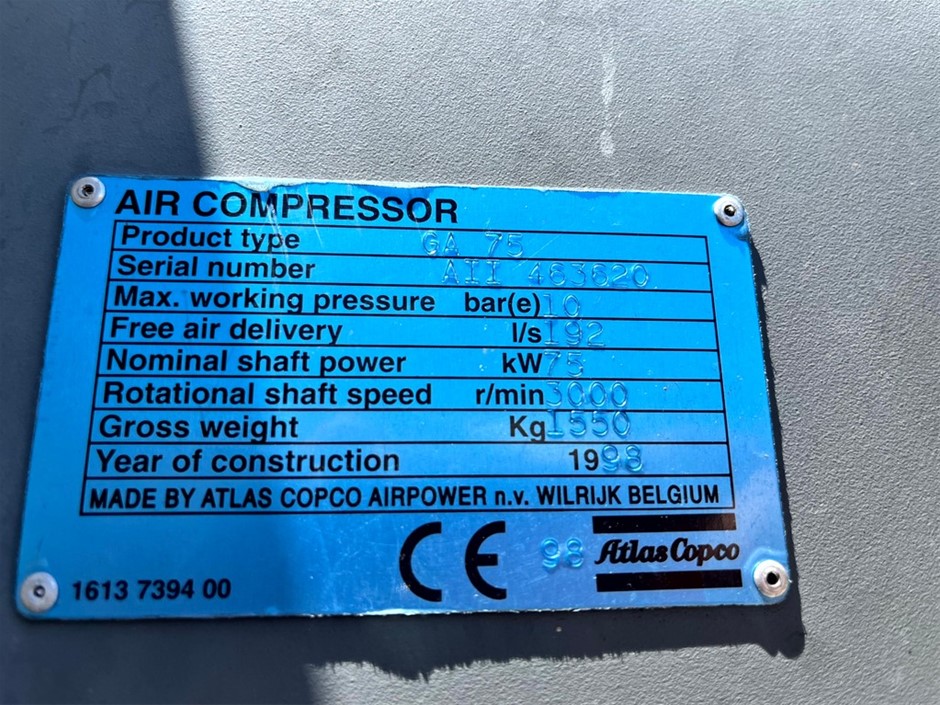 AIR COMPRESSOR
Product type GA 75
Serial number AII 463620
Max. working pressure bar(e) 10
Free air delivery l/s 192
Nominal shaft power kW 75
Rotational shaft speed r/min 3000
Gross weight Kg 1550
Year of construction 1998
MADE BY ATLAS COPCO AIRPOWER n.v. WILRIJK BELGIUM
CE 98 Atlas Copco
1613 7394 00